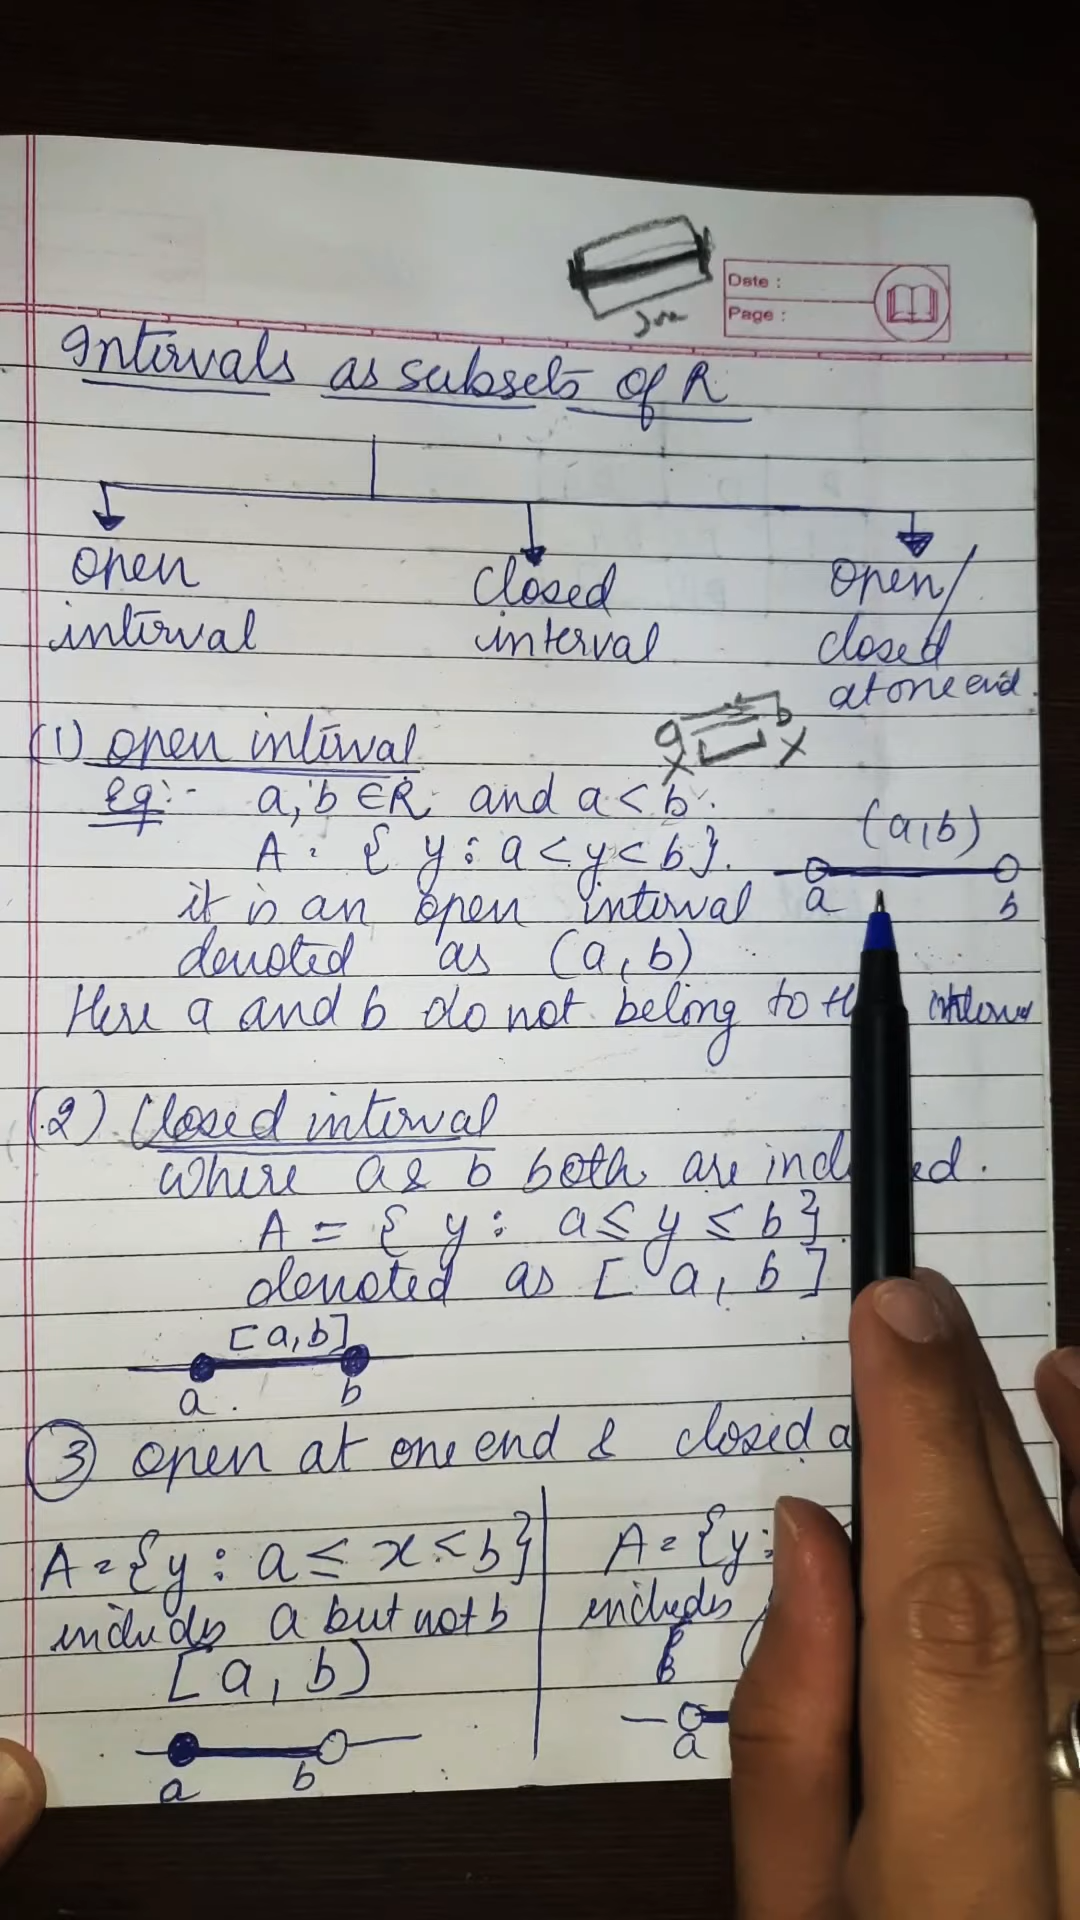 Date :
Page :
Intervals as subsets of R
open interval
Closed interval
open/closed at one end.
(1) open interval
a b
x x
Eg:- a, b ∈ R and a < b.
A = { y : a < y < b }.
(a, b)
a b
it is an open interval
denoted as (a, b)
Here a and b do not belong to
(2) Closed interval
where a & b both are
A = { y : a ≤ y ≤ b }
denoted as [ a, b ]
[a, b]
a. b
(3) open at one end & closed
A = {y : a ≤ x < b}
includes a but not b
[a, b)
a b
A = {y :
includes
a